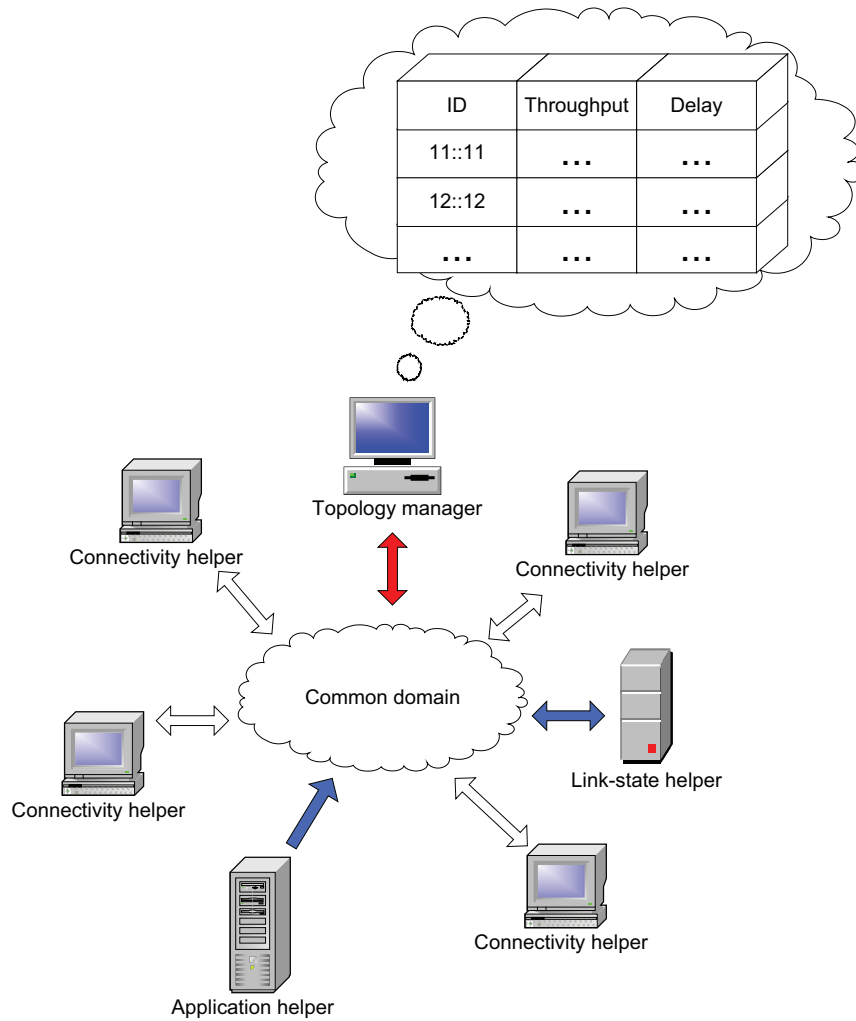 ID Throughput Delay
11::11 ... ...
12::12 ... ...
... ... ...
Topology manager
Connectivity helper
Connectivity helper
Common domain
Link-state helper
Connectivity helper
Connectivity helper
Application helper